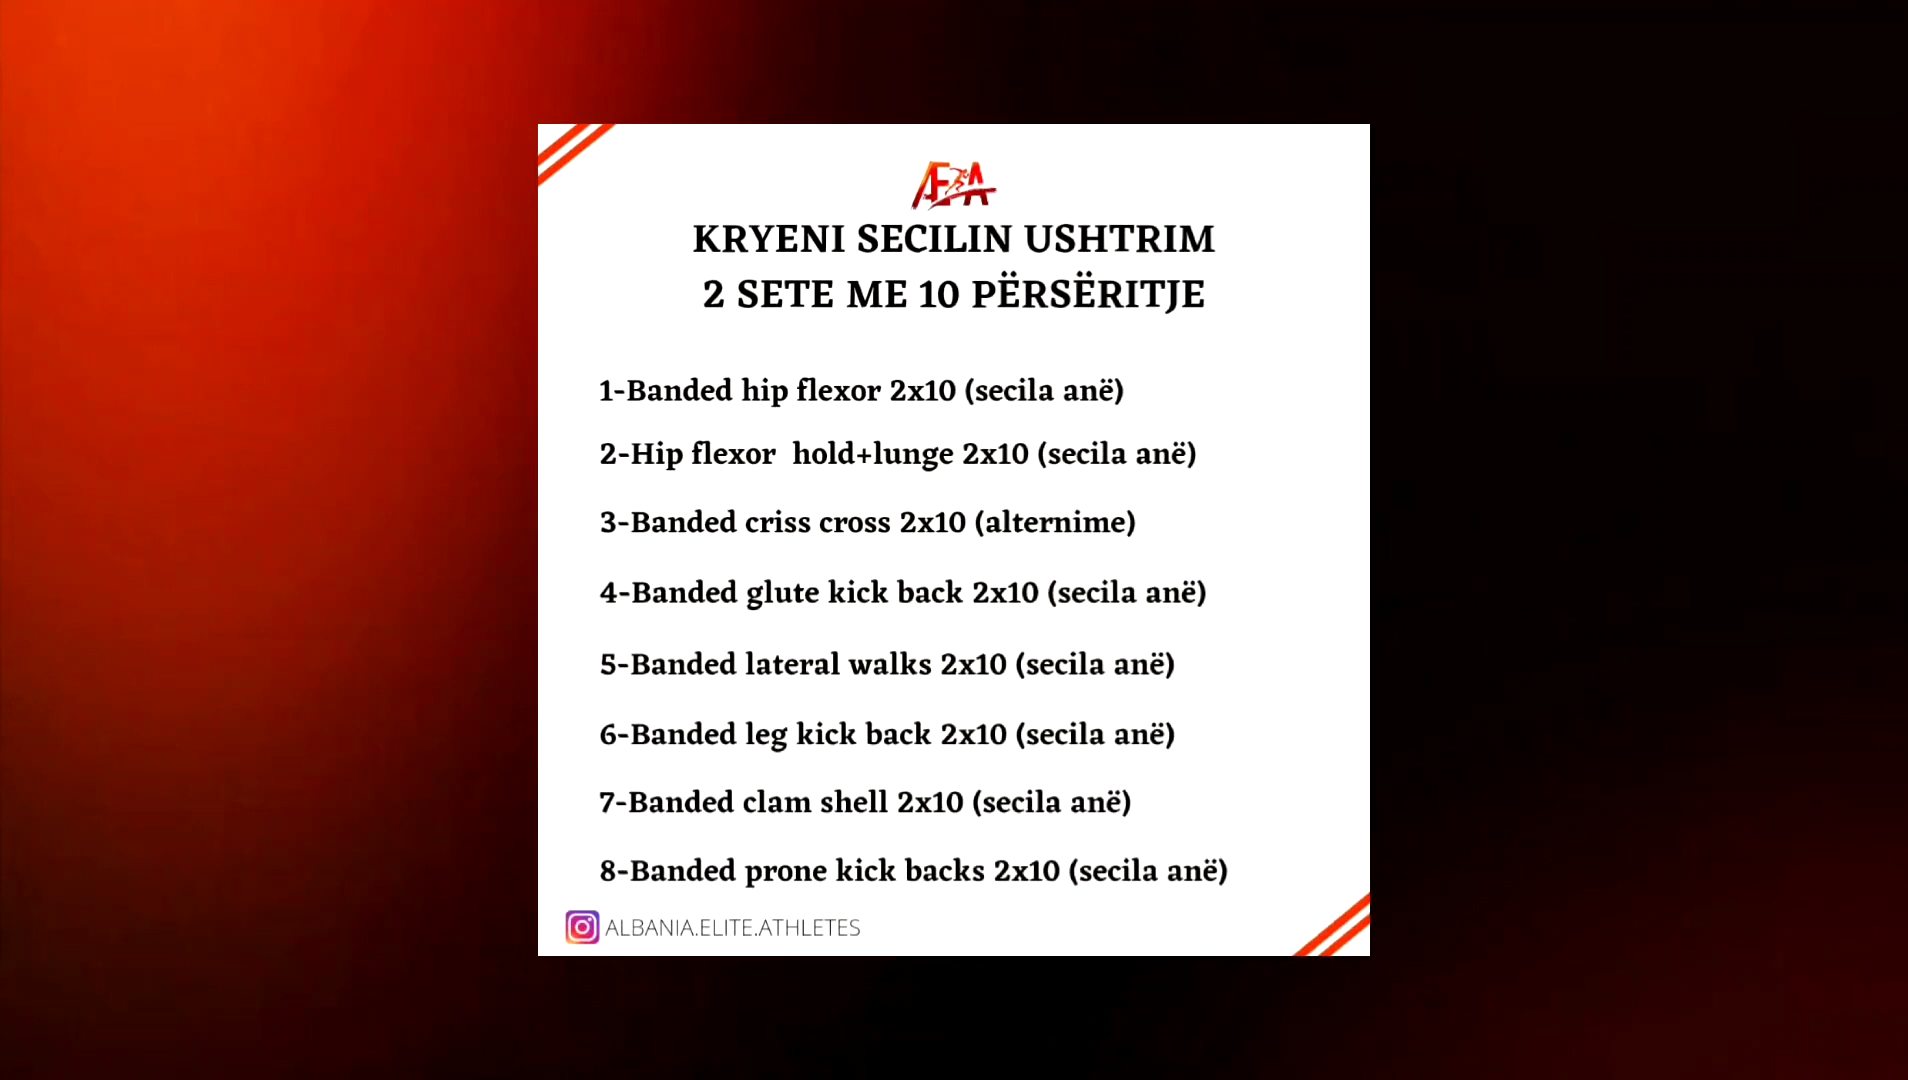 AEA
KRYENI SECILIN USHTRIM
2 SETE ME 10 PËRSËRITJE
1-Banded hip flexor 2x10 (secila anë)
2-Hip flexor  hold+lunge 2x10 (secila anë)
3-Banded criss cross 2x10 (alternime)
4-Banded glute kick back 2x10 (secila anë)
5-Banded lateral walks 2x10 (secila anë)
6-Banded leg kick back 2x10 (secila anë)
7-Banded clam shell 2x10 (secila anë)
8-Banded prone kick backs 2x10 (secila anë)
ALBANIA.ELITE.ATHLETES